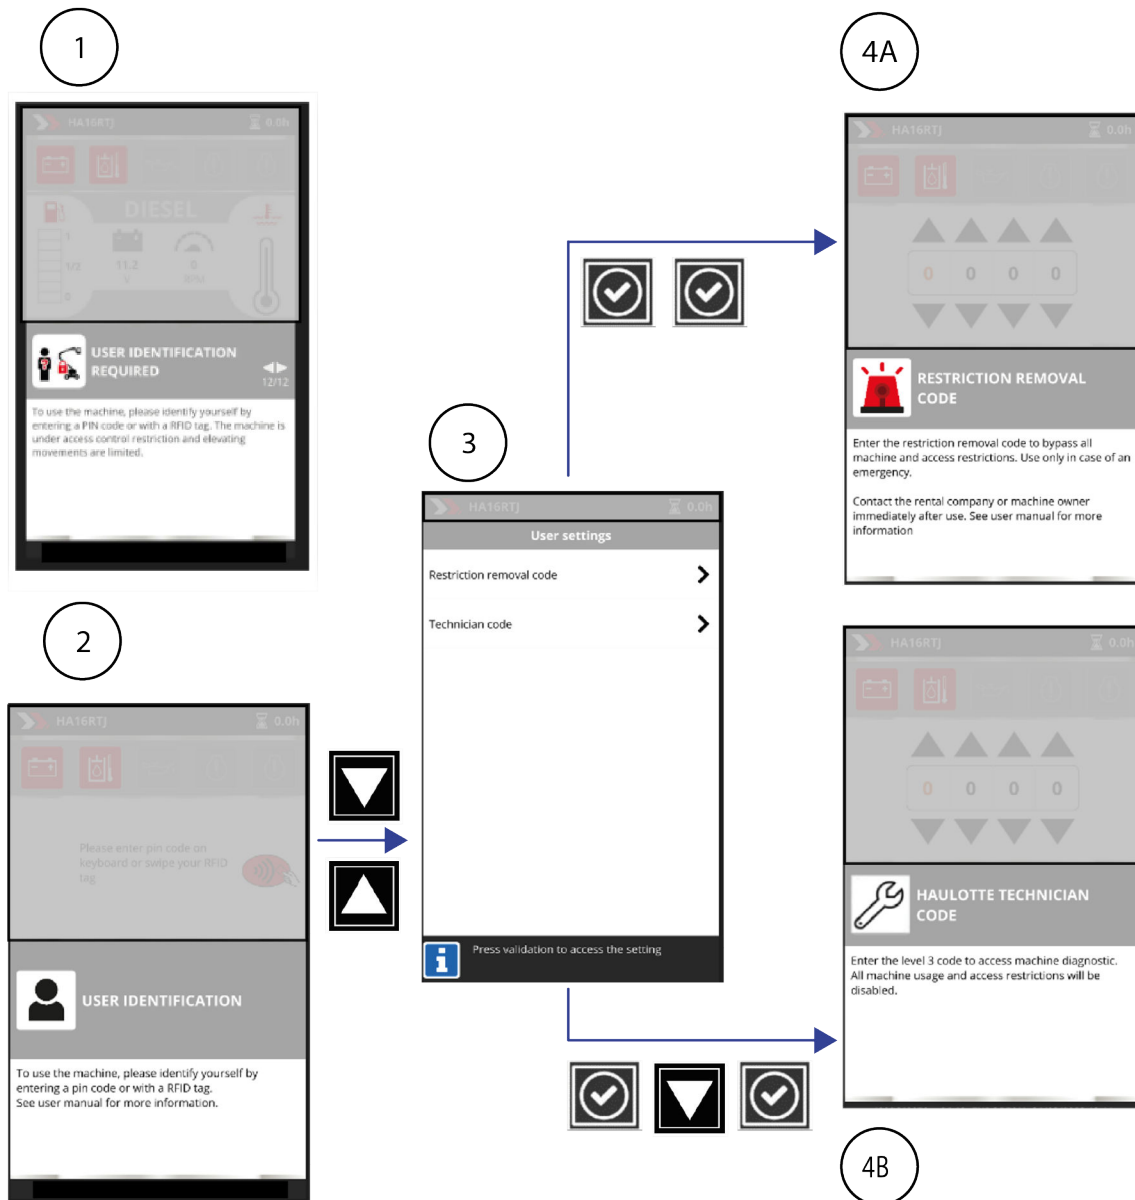 1
HA16RTJ 0.0h
DIESEL
1
1/2
0
11.2
V
0
RPM
USER IDENTIFICATION
REQUIRED
12/12
To use the machine, please identify yourself by
entering a PIN code or with a RFID tag. The machine is
under access control restriction and elevating
movements are limited.
2
HA16RTJ 0.0h
Please enter pin code on
keyboard or swipe your RFID
tag
USER IDENTIFICATION
To use the machine, please identify yourself by
entering a pin code or with a RFID tag.
See user manual for more information.
3
HA16RTJ 0.0h
User settings
Restriction removal code
Technician code
Press validation to access the setting
4A
HA16RTJ 0.0h
0 0 0 0
RESTRICTION REMOVAL
CODE
Enter the restriction removal code to bypass all
machine and access restrictions. Use only in case of an
emergency.
Contact the rental company or machine owner
immediately after use. See user manual for more
information
HA16RTJ 0.0h
0 0 0 0
HAULOTTE TECHNICIAN
CODE
Enter the level 3 code to access machine diagnostic.
All machine usage and access restrictions will be
disabled.
4B